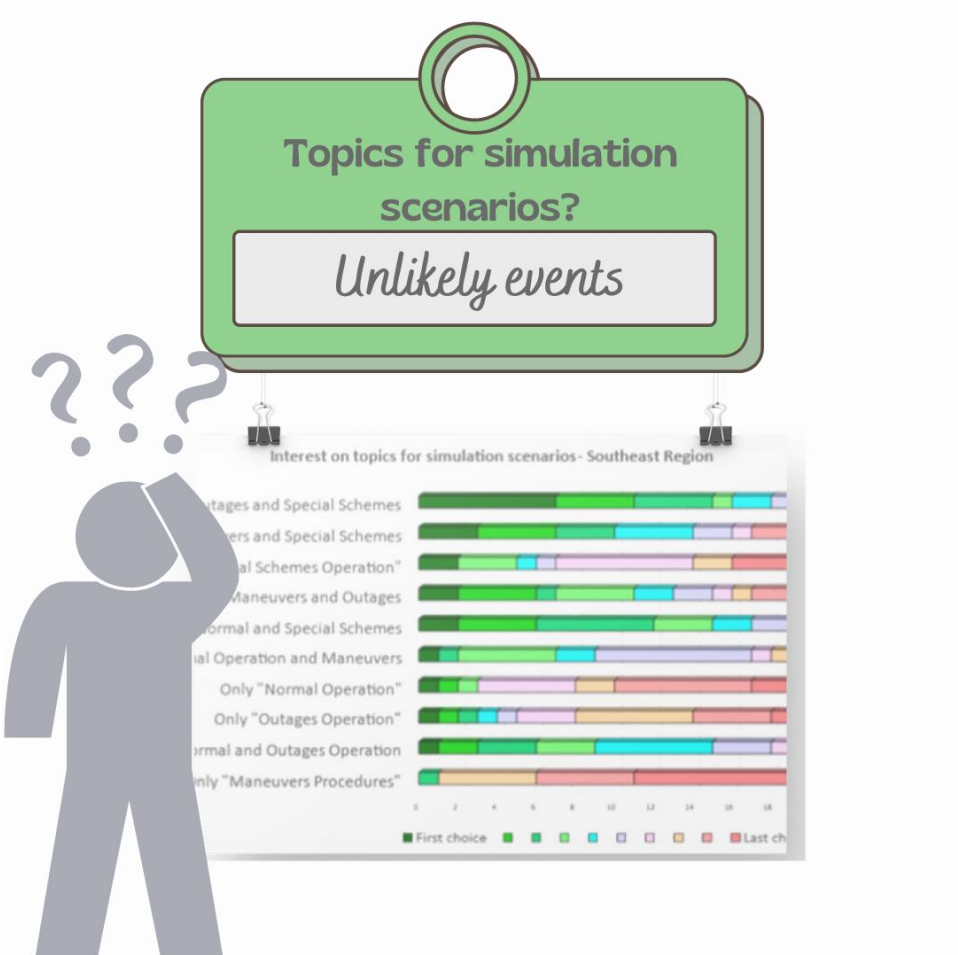 Topics for simulation
scenarios?
Unlikely events
? ? ?
Interest on topics for simulation scenarios- Southeast Region
and Special Schemes
and Special Schemes
Schemes Operation"
Maneuvers and Outages
and Special Schemes
Operation and Maneuvers
Only "Normal Operation"
Only "Outages Operation"
and Outages Operation
"Maneuvers Procedures"
0 2 4 6 8 10 12 14 16 18
First choice Last